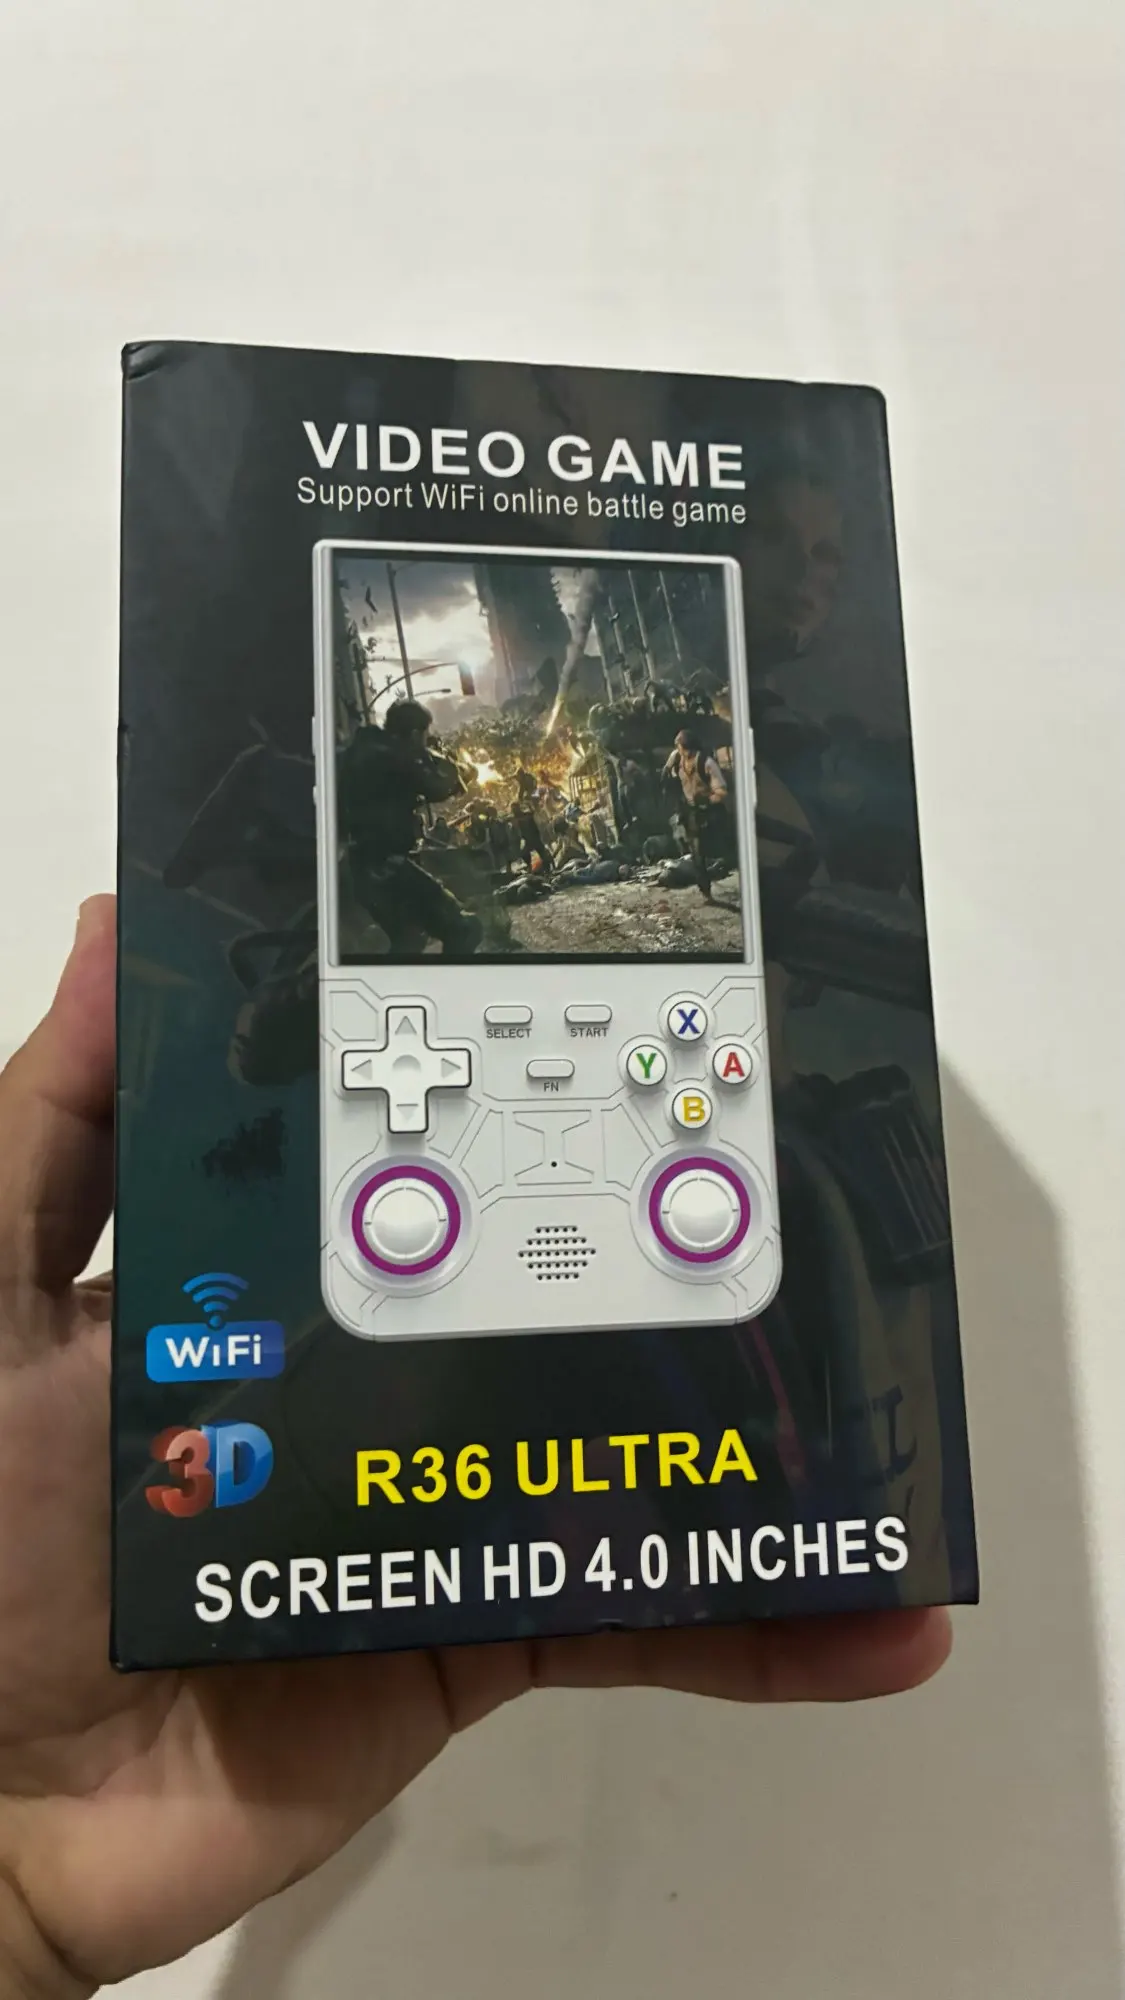 VIDEO GAME
Support WiFi online battle game
SELECT
START
FN
X
Y
A
B
WiFi
3D
R36 ULTRA
SCREEN HD 4.0 INCHES